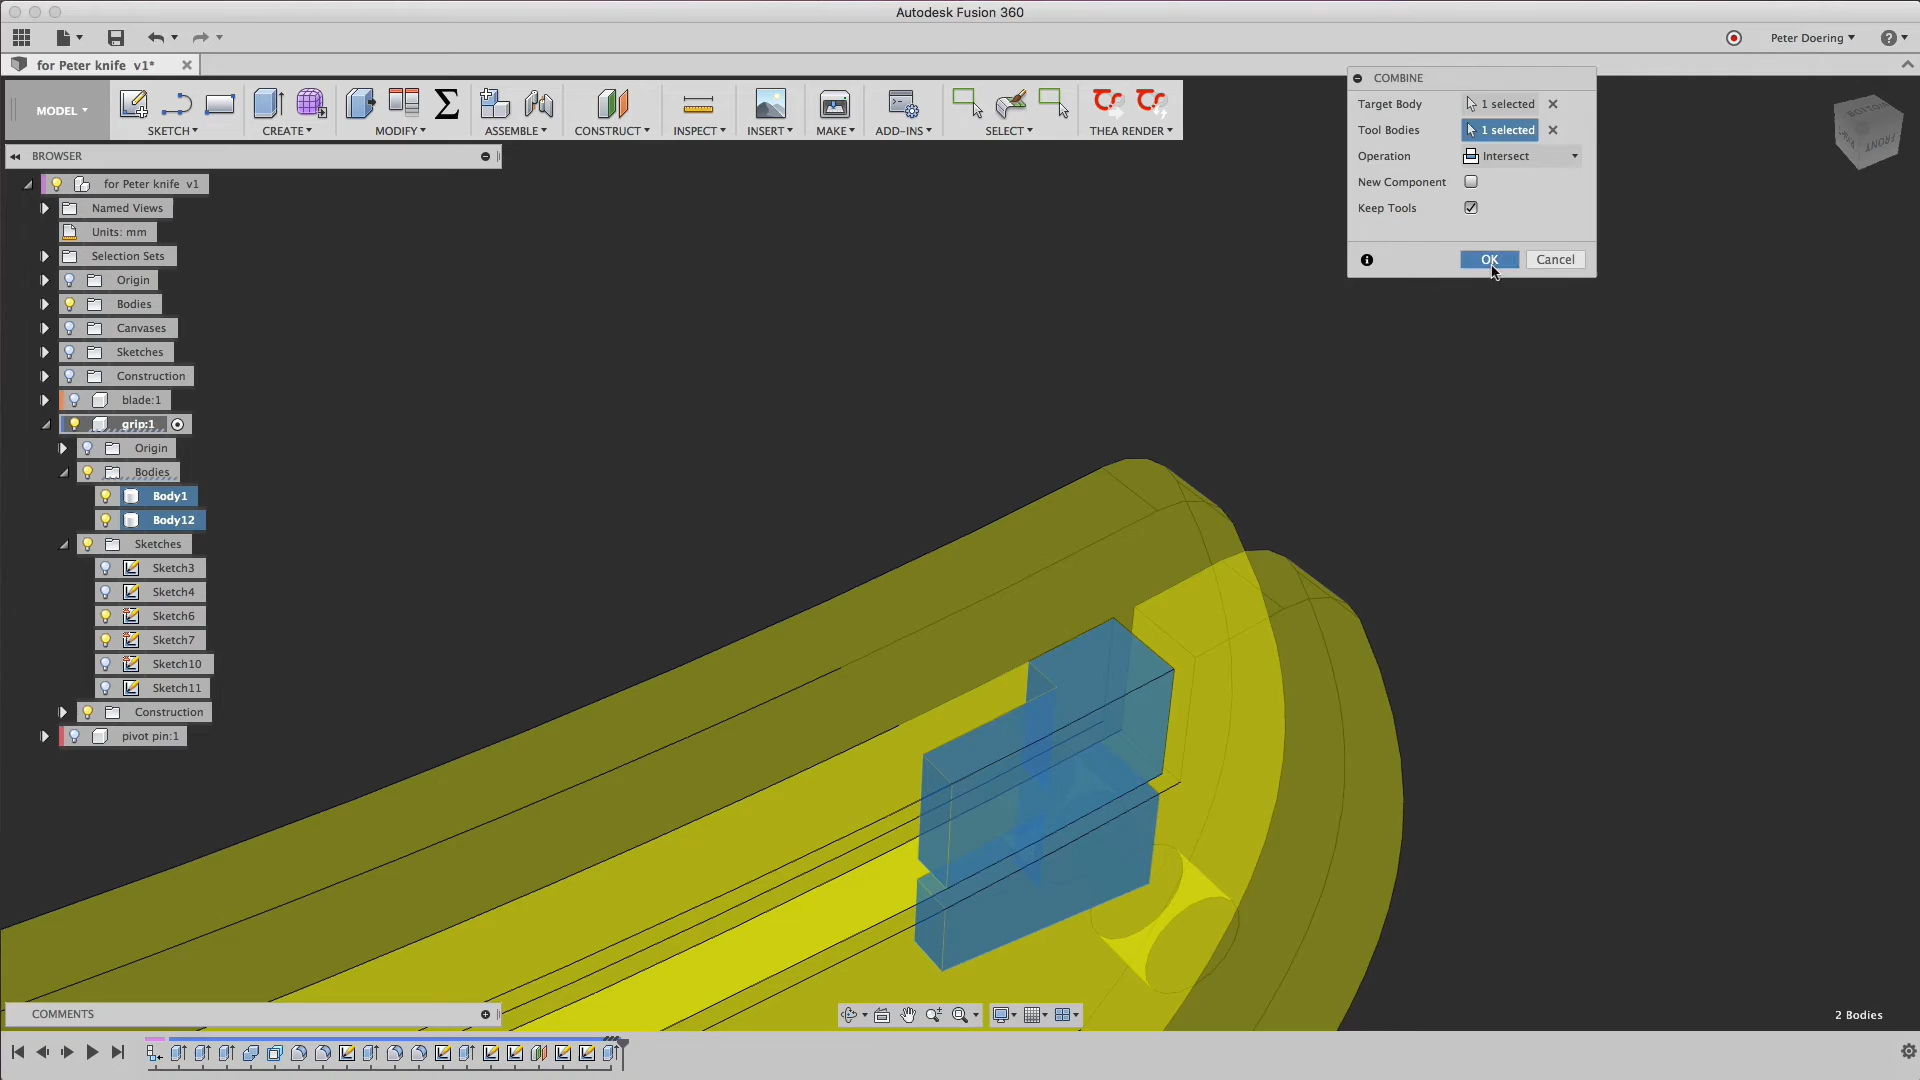 Autodesk Fusion 360
Peter Doering
for Peter knife v1*
MODEL
SKETCH
CREATE
MODIFY
ASSEMBLE
CONSTRUCT
INSPECT
INSERT
MAKE
ADD-INS
SELECT
THEA RENDER
COMBINE
Target Body
1 selected
Tool Bodies
1 selected
Operation
Intersect
New Component
Keep Tools
OK
Cancel
BOTTOM
FRONT
BROWSER
for Peter knife v1
Named Views
Units: mm
Selection Sets
Origin
Bodies
Canvases
Sketches
Construction
blade:1
grip:1
Origin
Bodies
Body1
Body12
Sketches
Sketch3
Sketch4
Sketch6
Sketch7
Sketch10
Sketch11
Construction
pivot pin:1
COMMENTS
2 Bodies